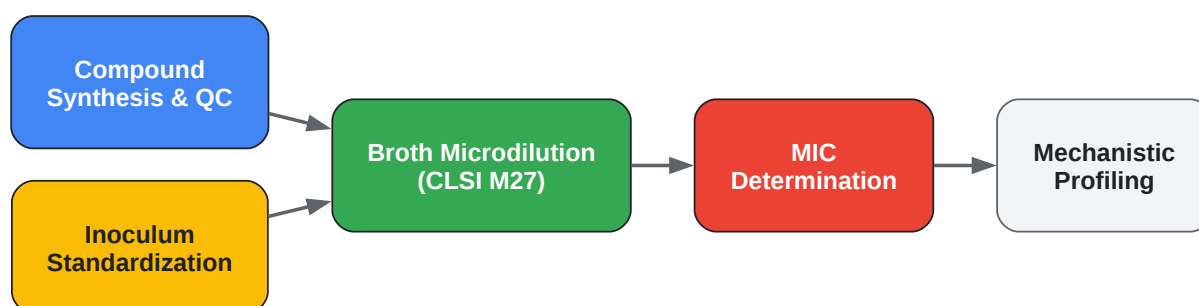 Compound
Synthesis & QC
Inoculum
Standardization
Broth Microdilution
(CLSI M27)
MIC
Determination
Mechanistic
Profiling